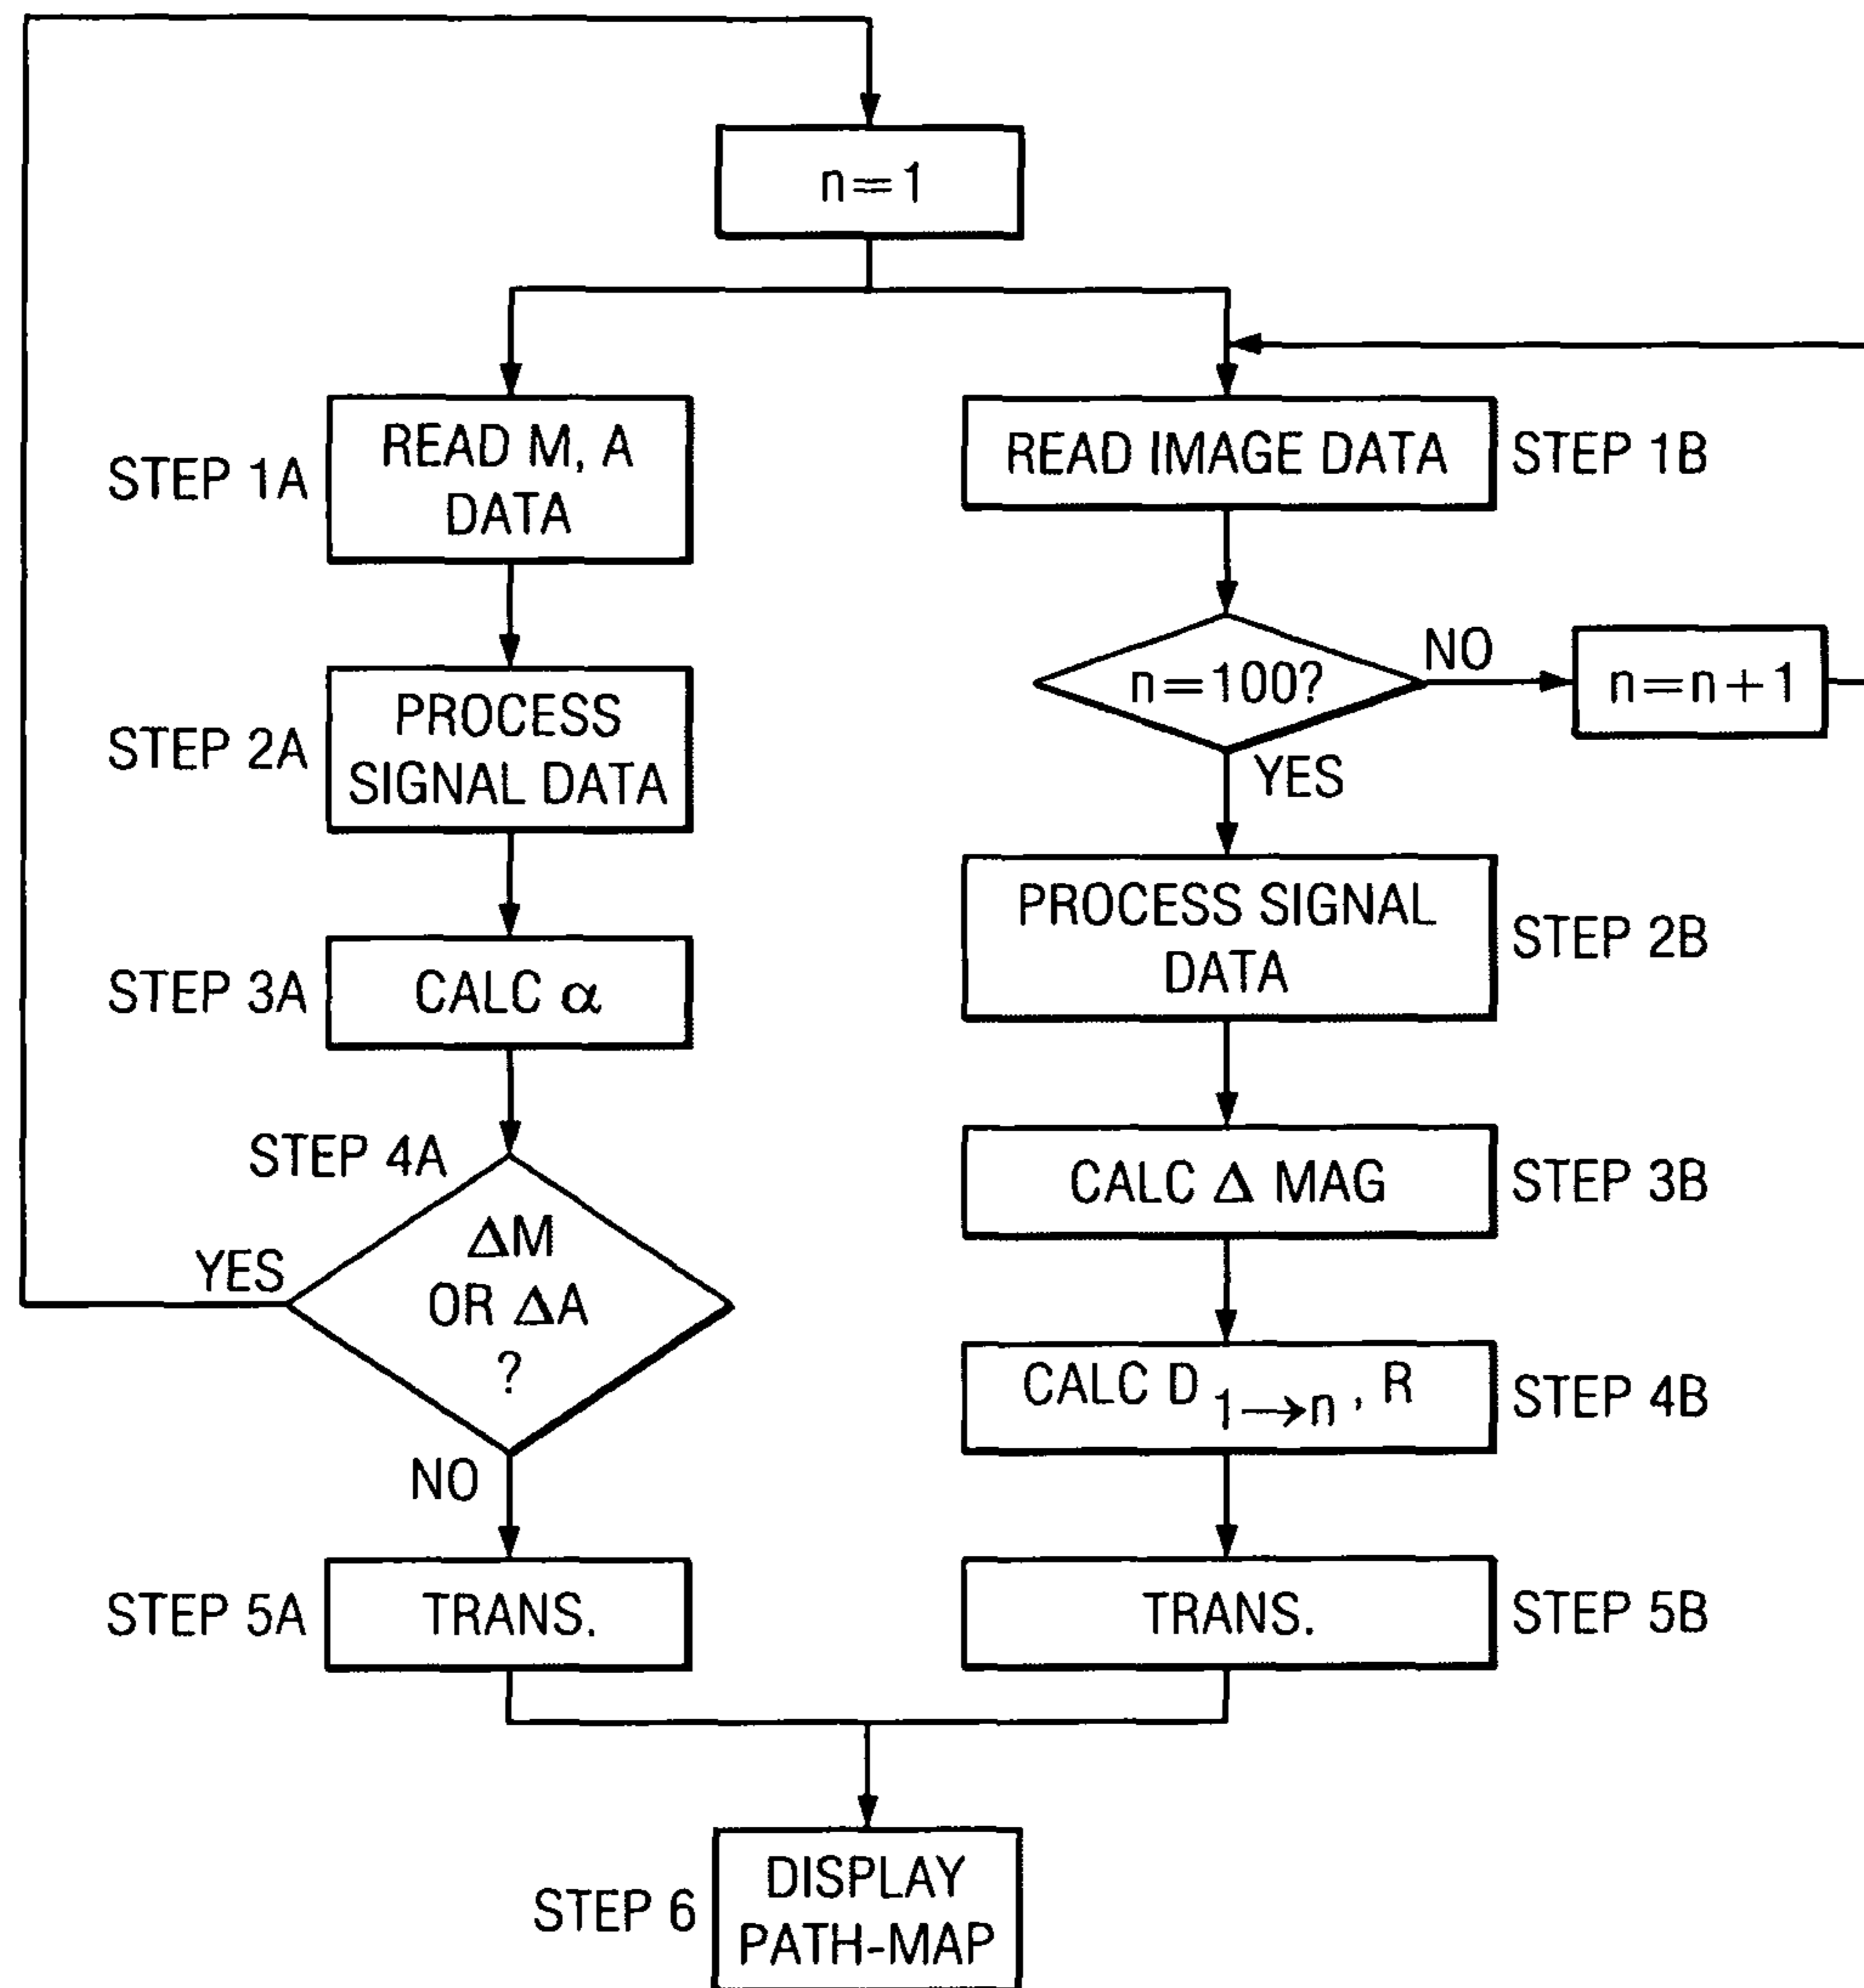 n=1
STEP 1A
READ M, A
DATA
READ IMAGE DATA
STEP 1B
n=100?
NO
n=n+1
YES
STEP 2A
PROCESS
SIGNAL DATA
PROCESS SIGNAL
DATA
STEP 2B
STEP 3A
CALC α
CALC Δ MAG
STEP 3B
STEP 4A
ΔM
OR ΔA
?
YES
NO
CALC D 1→n , R
STEP 4B
STEP 5A
TRANS.
TRANS.
STEP 5B
STEP 6
DISPLAY
PATH-MAP